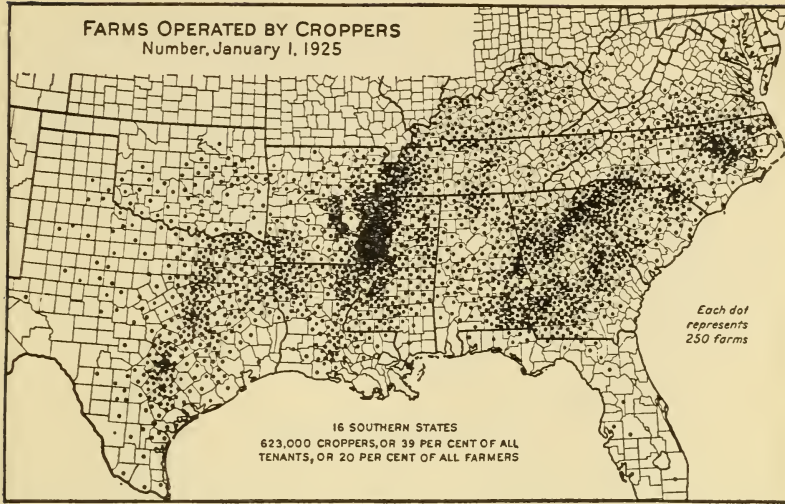 FARMS OPERATED BY CROPPERS
Number, January 1, 1925
Each dot
represents
250 farms
16 SOUTHERN STATES
623,000 CROPPERS, OR 39 PER CENT OF ALL
TENANTS, OR 20 PER CENT OF ALL FARMERS